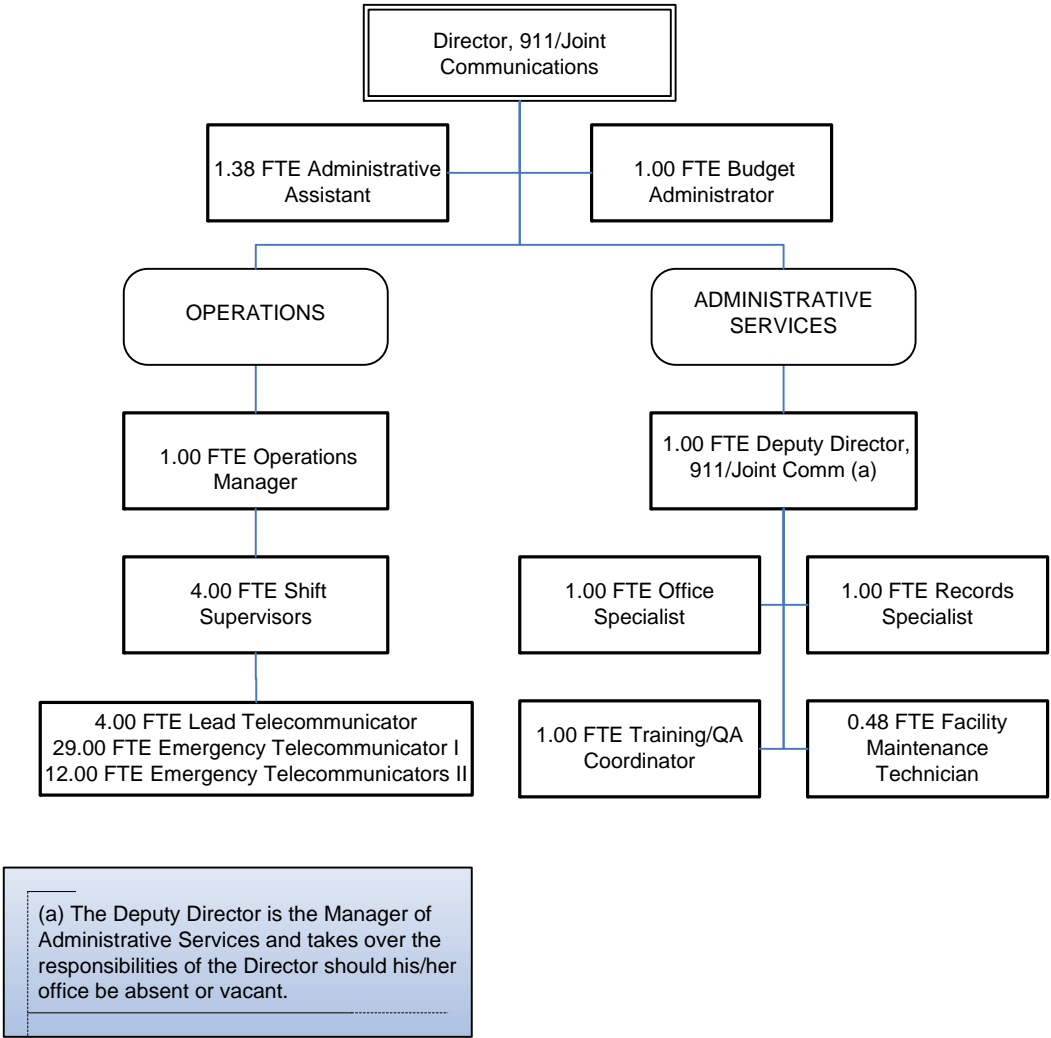 Director, 911/Joint
Communications
1.38 FTE Administrative
Assistant
1.00 FTE Budget
Administrator
OPERATIONS
ADMINISTRATIVE
SERVICES
1.00 FTE Operations
Manager
1.00 FTE Deputy Director,
911/Joint Comm (a)
4.00 FTE Shift
Supervisors
1.00 FTE Office
Specialist
1.00 FTE Records
Specialist
4.00 FTE Lead Telecommunicator
29.00 FTE Emergency Telecommunicator I
12.00 FTE Emergency Telecommunicators II
1.00 FTE Training/QA
Coordinator
0.48 FTE Facility
Maintenance
Technician
(a) The Deputy Director is the Manager of
Administrative Services and takes over the
responsibilities of the Director should his/her
office be absent or vacant.